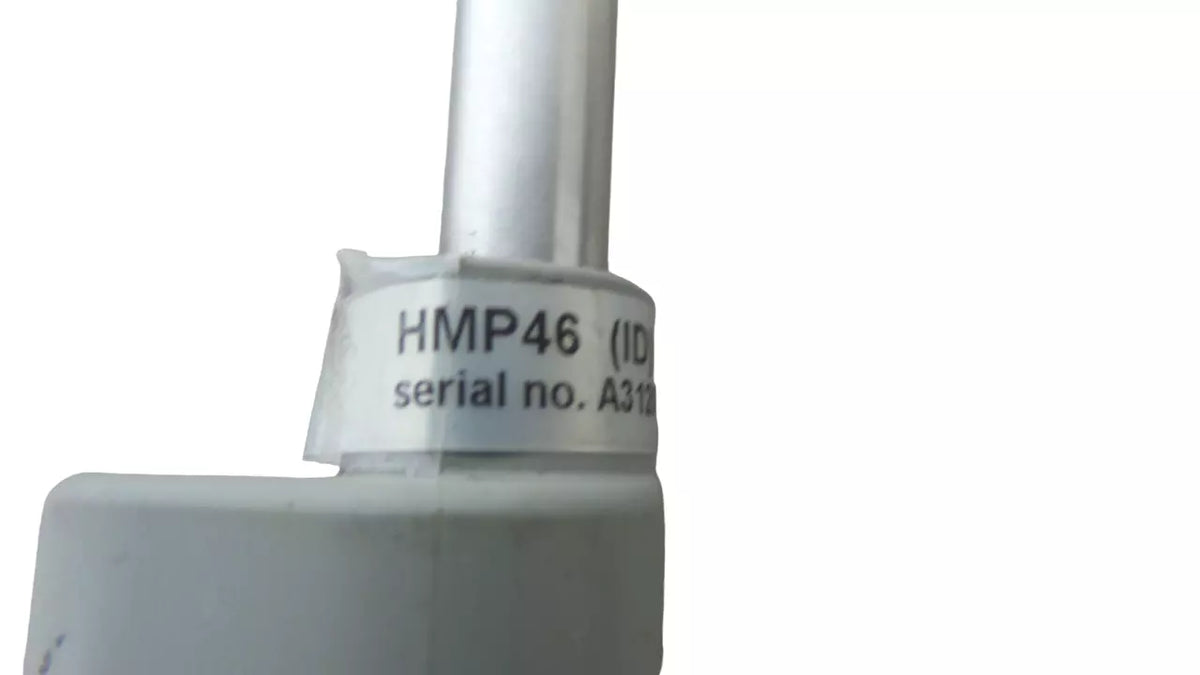 HMP46 (ID)
serial no. A312